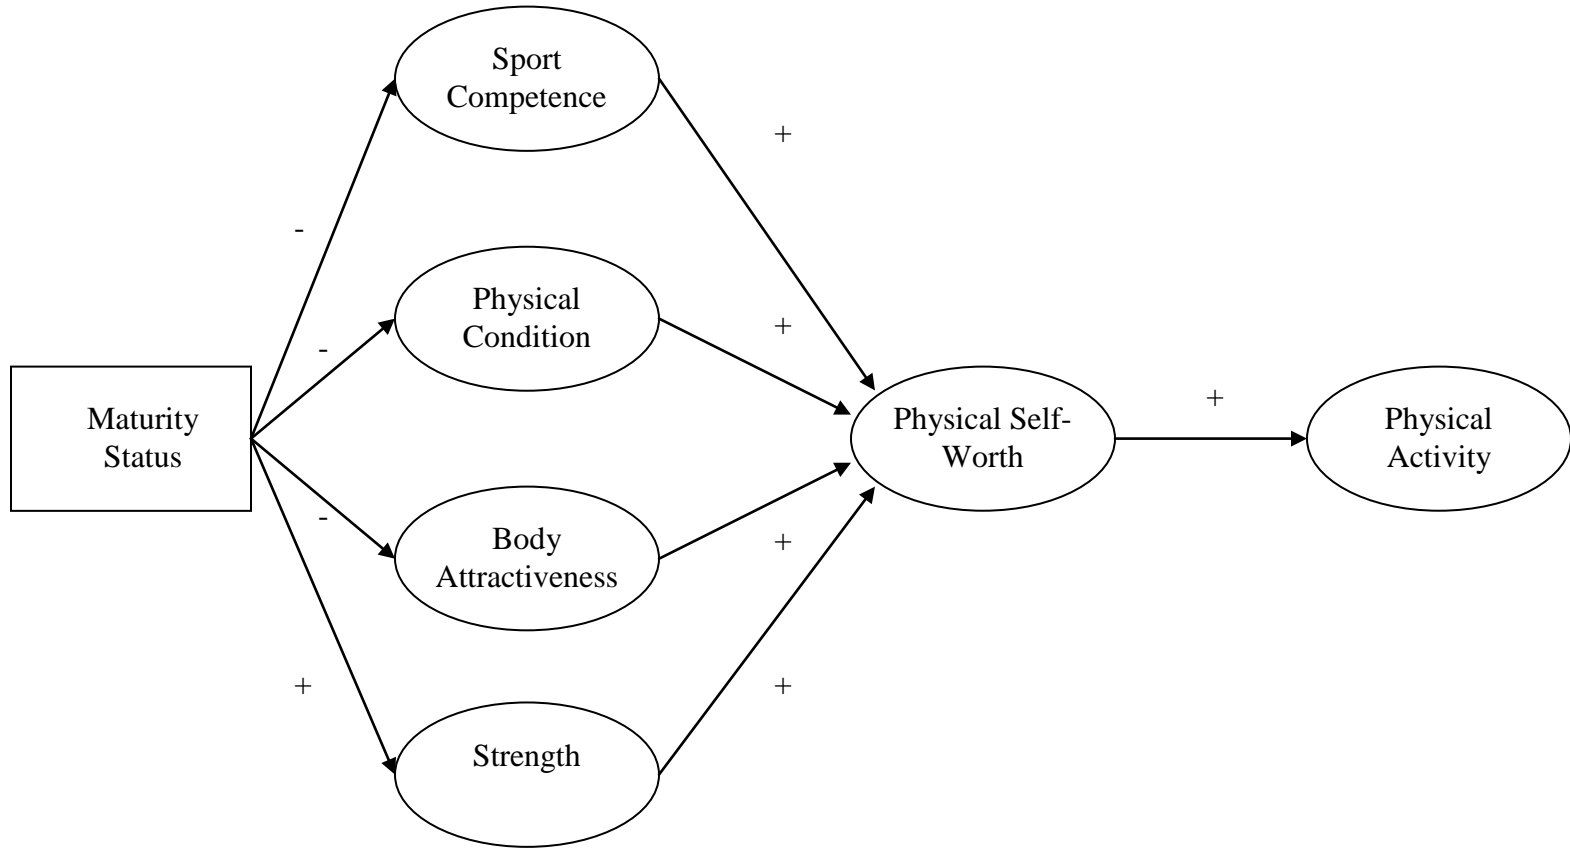 Sport
Competence
+
-
Physical
Condition
+
-
Maturity
Status
Physical Self-
Worth
+
Physical
Activity
-
Body
Attractiveness
+
+
+
Strength